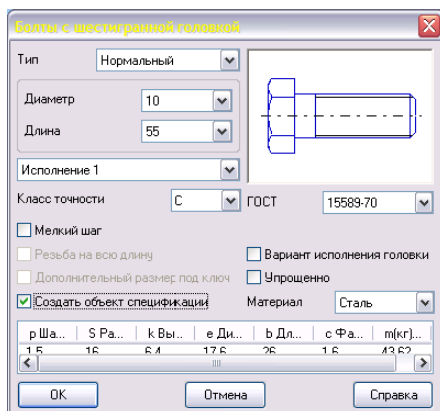 Болты с шестигранной головкой
Тип Нормальный
Диаметр 10
Длина 55
Исполнение 1
Класс точности C ГОСТ 15589-70
Мелкий шаг
Резьба на всю длину Вариант исполнения головки
Дополнительный размер под ключ Упрощенно
Создать объект спецификации Материал Сталь
p Ша... S Ра... k Вы... e Ди... b Дл... c Фа... m(кг)...
1.5 16 6.4 17.6 26 1.6 43.62
OK Отмена Справка